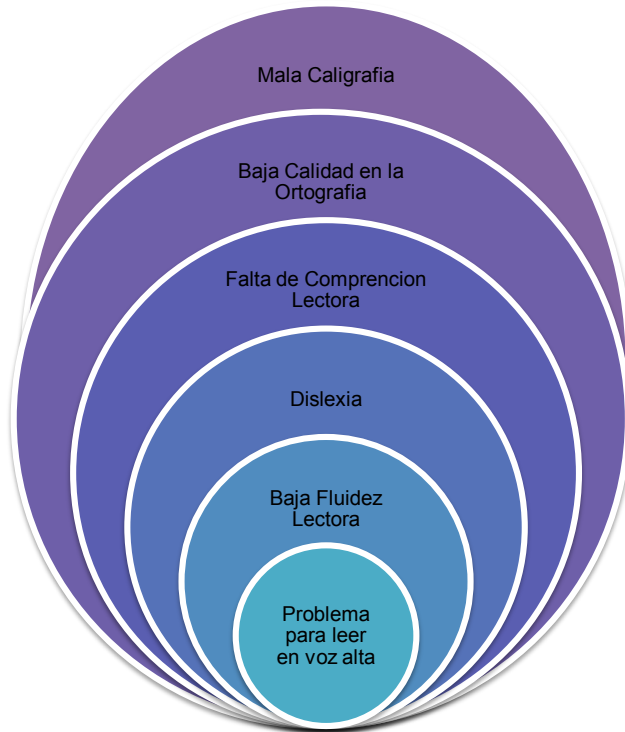 Mala Caligrafia
Baja Calidad en la
Ortografia
Falta de Comprencion
Lectora
Dislexia
Baja Fluidez
Lectora
Problema
para leer
en voz alta